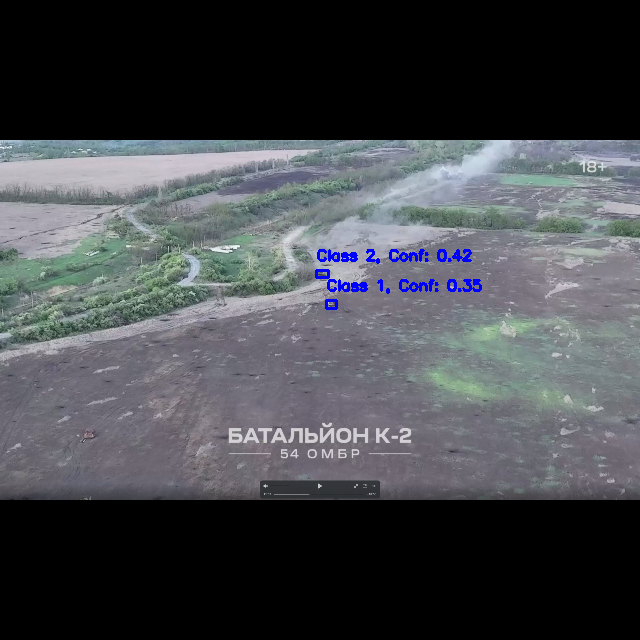 18+
Class 2, Conf: 0.42
Class 1, Conf: 0.35
БАТАЛЬЙОН К-2
54 ОМБР